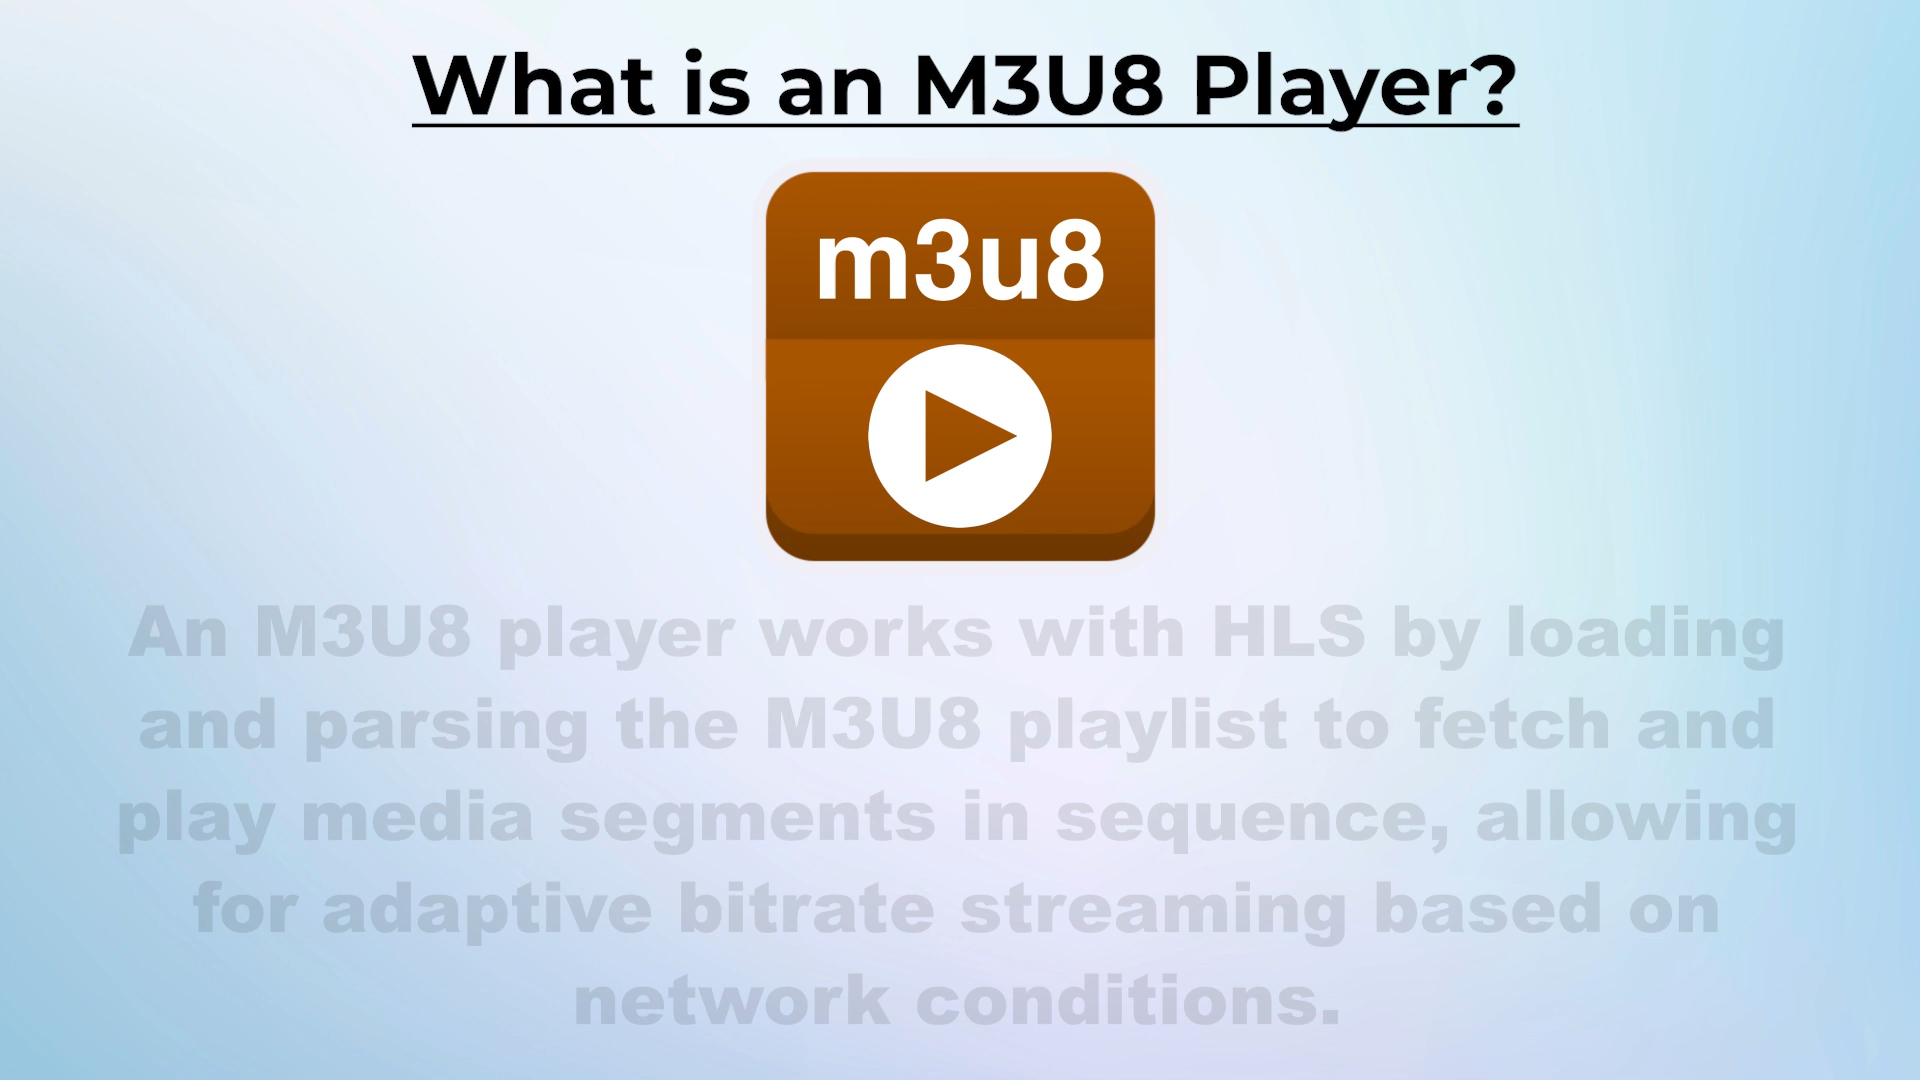 What is an M3U8 Player?
m3u8
An M3U8 player works with HLS by loading
and parsing the M3U8 playlist to fetch and
play media segments in sequence, allowing
for adaptive bitrate streaming based on
network conditions.